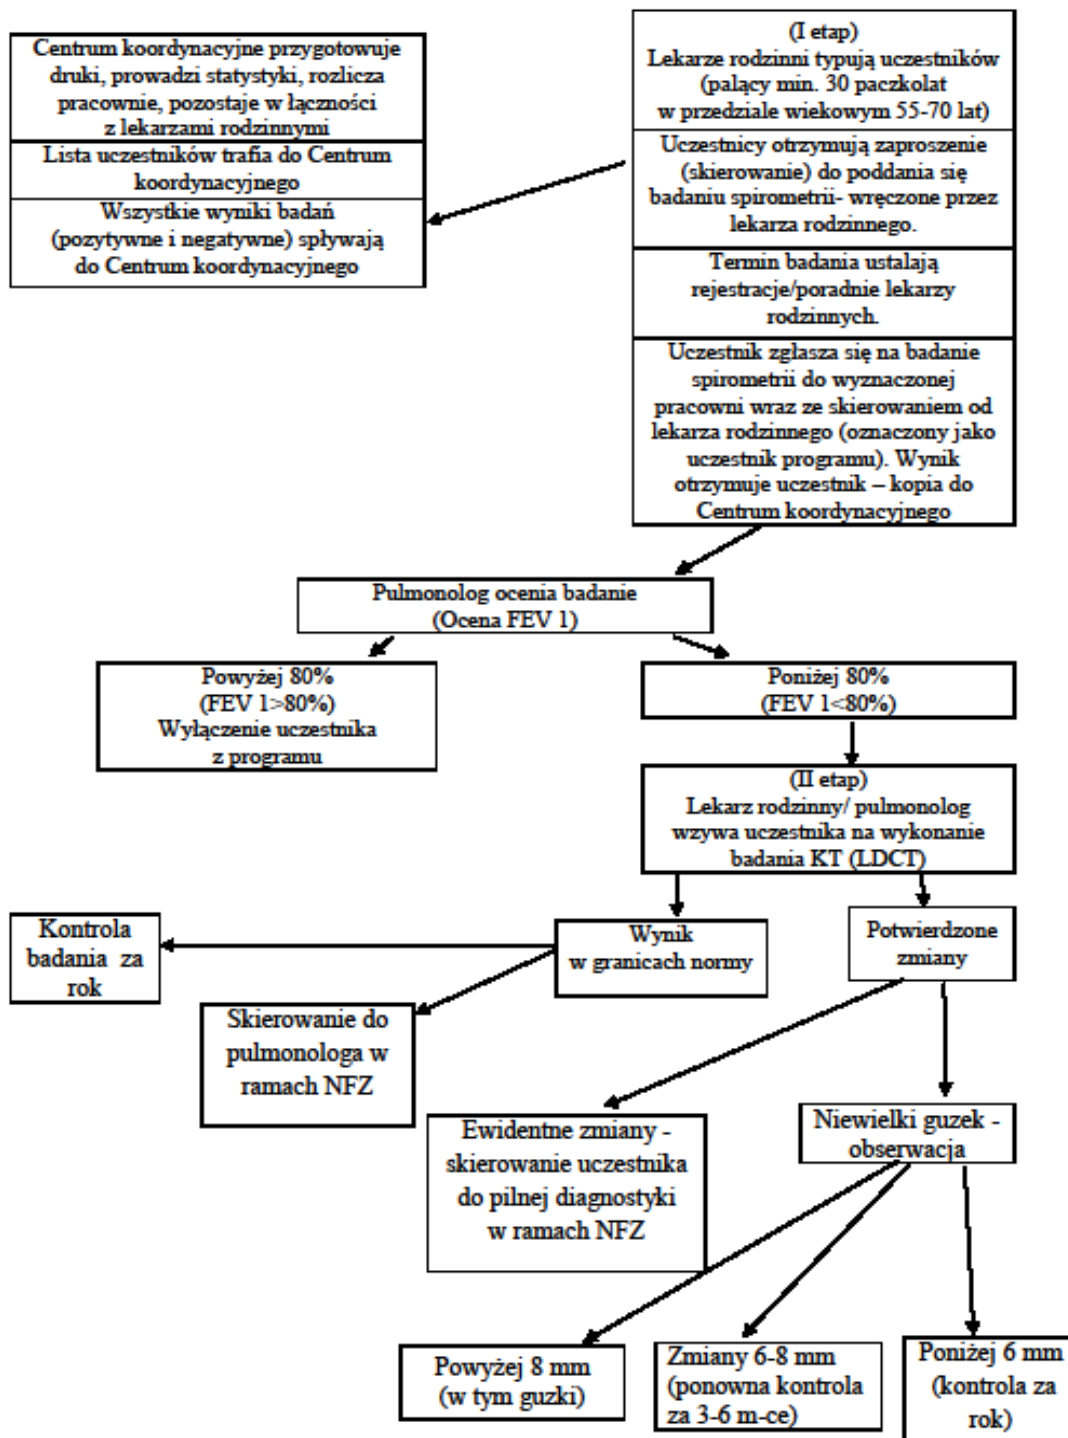 Centrum koordynacyjne przygotowuje
druki, prowadzi statystyki, rozlicza
pracownie, pozostaje w łączności
z lekarzami rodzinnymi
Lista uczestników trafia do Centrum
koordynacyjnego
Wszystkie wyniki badań
(pozytywne i negatywne) spływają
do Centrum koordynacyjnego
(I etap)
Lekarze rodzinni typują uczestników
(palący min. 30 paczkolat
w przedziale wiekowym 55-70 lat)
Uczestnicy otrzymują zaproszenie
(skierowanie) do poddania się
badaniu spirometrii- wręczone przez
lekarza rodzinnego.
Termin badania ustalają
rejestracje/poradnie lekarzy
rodzinnych.
Uczestnik zgłasza się na badanie
spirometrii do wyznaczonej
pracowni wraz ze skierowaniem od
lekarza rodzinnego (oznaczony jako
uczestnik programu). Wynik
otrzymuje uczestnik – kopia do
Centrum koordynacyjnego
Pulmonolog ocenia badanie
(Ocena FEV 1)
Powyżej 80%
(FEV 1>80%)
Wyłączenie uczestnika
z programu
Poniżej 80%
(FEV 1<80%)
(II etap)
Lekarz rodzinny/ pulmonolog
wzywa uczestnika na wykonanie
badania KT (LDCT)
Kontrola
badania za
rok
Wynik
w granicach normy
Potwierdzone
zmiany
Skierowanie do
pulmonologa w
ramach NFZ
Ewidentne zmiany -
skierowanie uczestnika
do pilnej diagnostyki
w ramach NFZ
Niewielki guzek -
obserwacja
Powyżej 8 mm
(w tym guzki)
Zmiany 6-8 mm
(ponowna kontrola
za 3-6 m-ce)
Poniżej 6 mm
(kontrola za
rok)